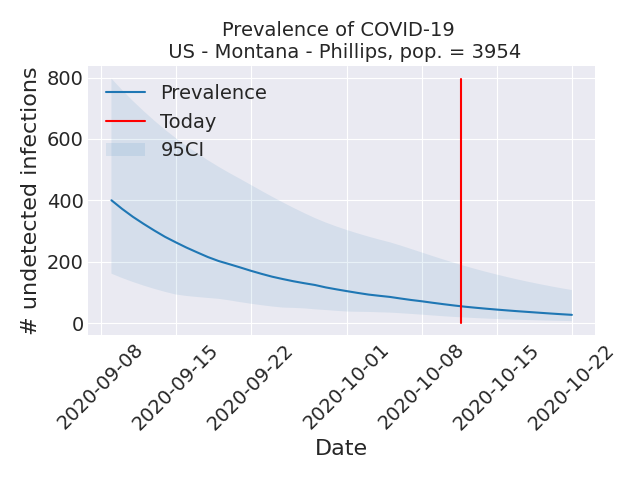 Prevalence of COVID-19
US - Montana - Phillips, pop. = 3954
# undetected infections
800
600
400
200
0
Prevalence
Today
95CI
2020-09-08
2020-09-15
2020-09-22
2020-10-01
2020-10-08
2020-10-15
2020-10-22
Date